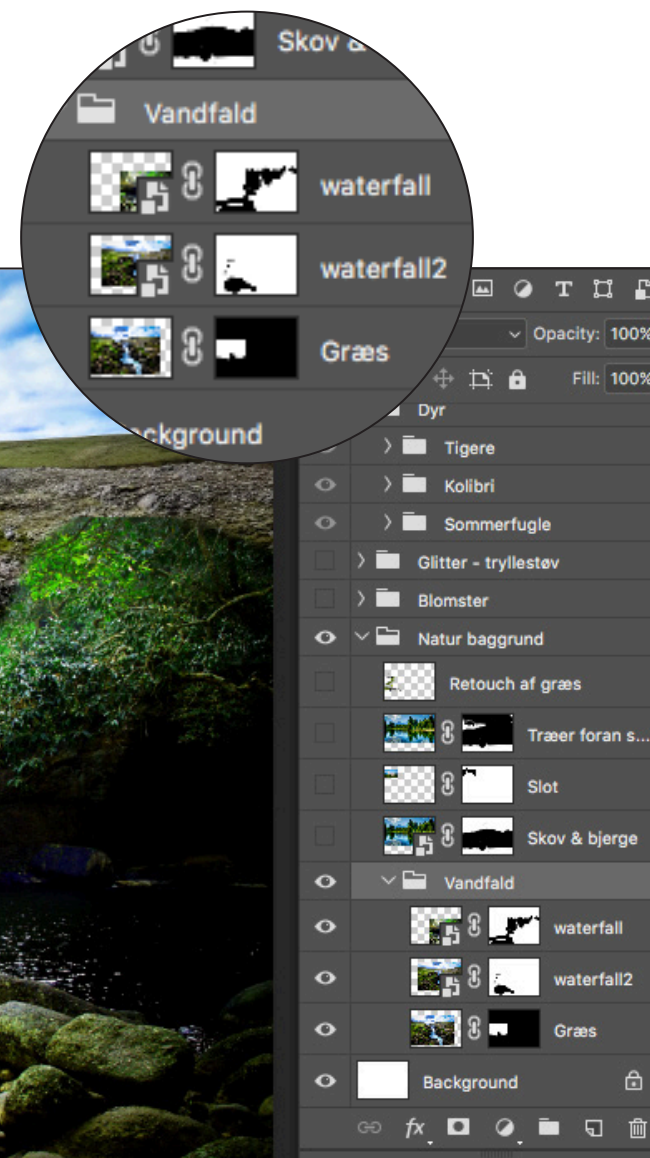 Skov &
Vandfald
waterfall
waterfall2
Græs
ckground
Opacity: 100%
Fill: 100%
Dyr
Tigere
Kolibri
Sommerfugle
Glitter - tryllestøv
Blomster
Natur baggrund
Retouch af græs
Træer foran s...
Slot
Skov & bjerge
Vandfald
waterfall
waterfall2
Græs
Background
fx